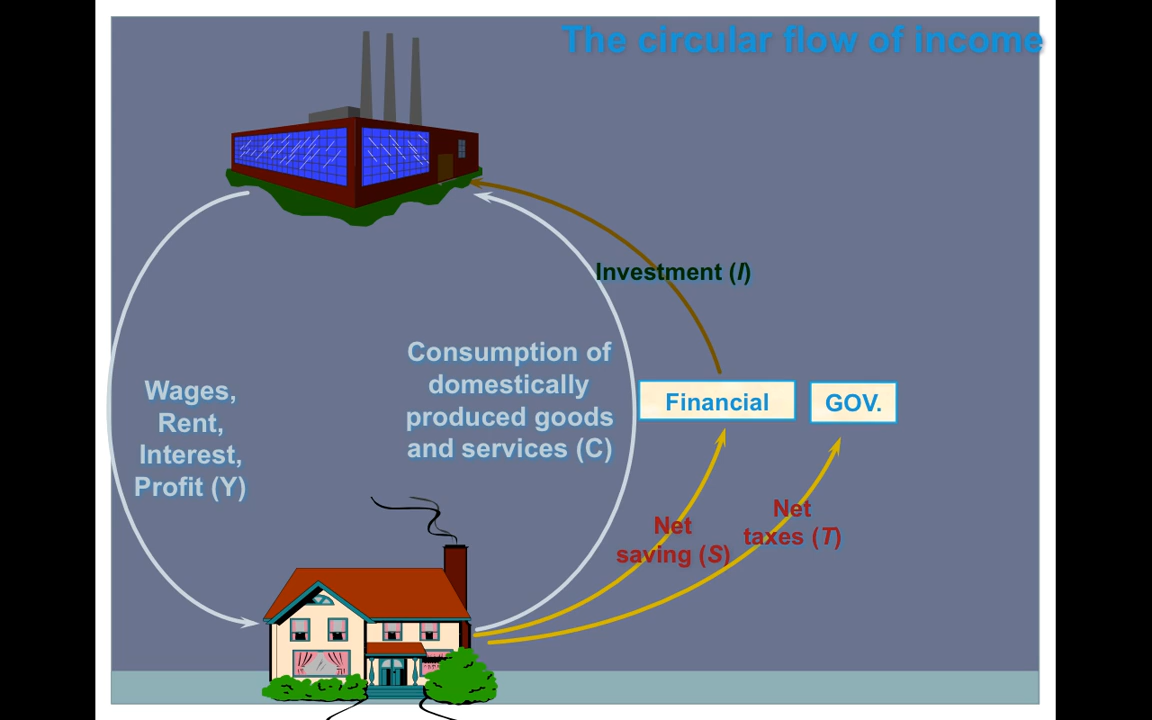 The circular flow of income
Investment (I)
Consumption of
domestically
produced goods
and services (C)
Wages,
Rent,
Interest,
Profit (Y)
Financial
GOV.
Net
saving (S)
Net
taxes (T)